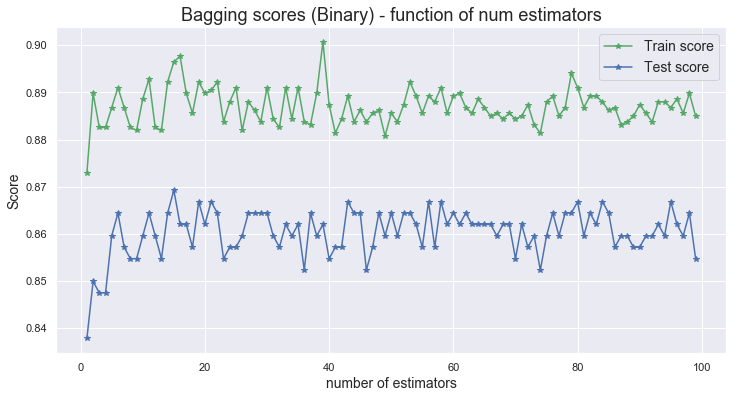 Bagging scores (Binary) - function of num estimators
Train score
Test score
Score
0.90
0.89
0.88
0.87
0.86
0.85
0.84
0
20
40
60
80
100
number of estimators